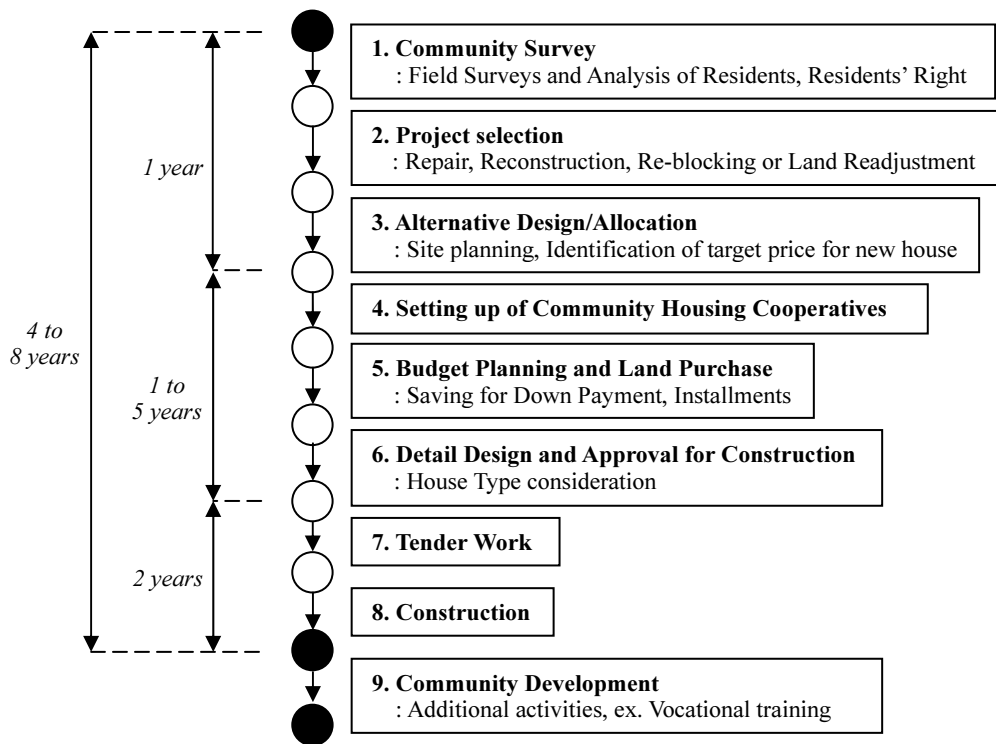 1. Community Survey
: Field Surveys and Analysis of Residents, Residents’ Right
2. Project selection
: Repair, Reconstruction, Re-blocking or Land Readjustment
1 year
3. Alternative Design/Allocation
: Site planning, Identification of target price for new house
4. Setting up of Community Housing Cooperatives
4 to
8 years
5. Budget Planning and Land Purchase
: Saving for Down Payment, Installments
1 to
5 years
6. Detail Design and Approval for Construction
: House Type consideration
7. Tender Work
2 years
8. Construction
9. Community Development
: Additional activities, ex. Vocational training